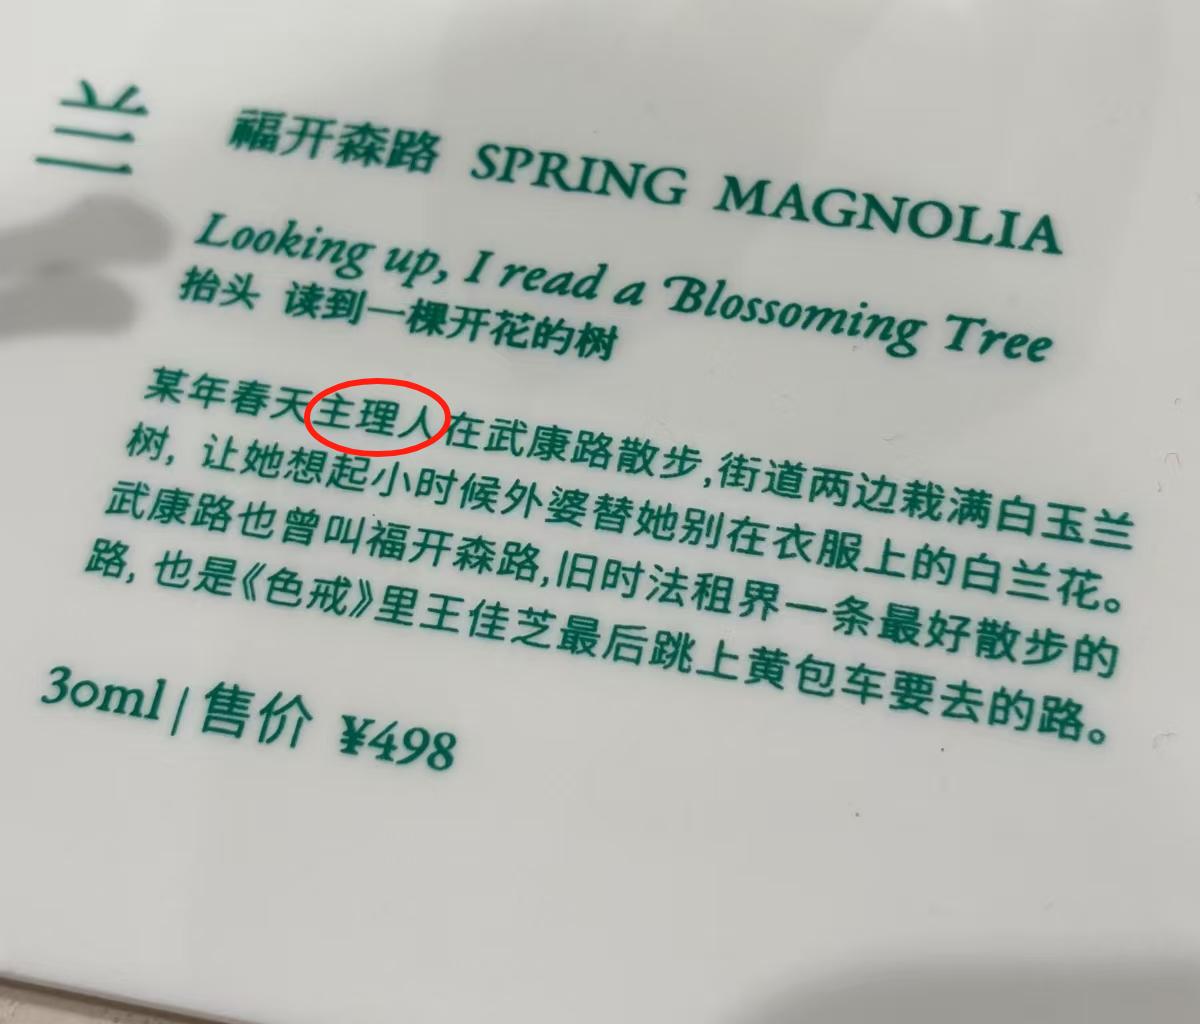 兰
福开森路 SPRING MAGNOLIA
Looking up, I read a Blossoming Tree
抬头 读到一棵开花的树
某年春天主理人在武康路散步,街道两边栽满白玉兰
树, 让她想起小时候外婆替她别在衣服上的白兰花。
武康路也曾叫福开森路,旧时法租界一条最好散步的
路, 也是《色戒》里王佳芝最后跳上黄包车要去的路。
30ml | 售价 ¥498